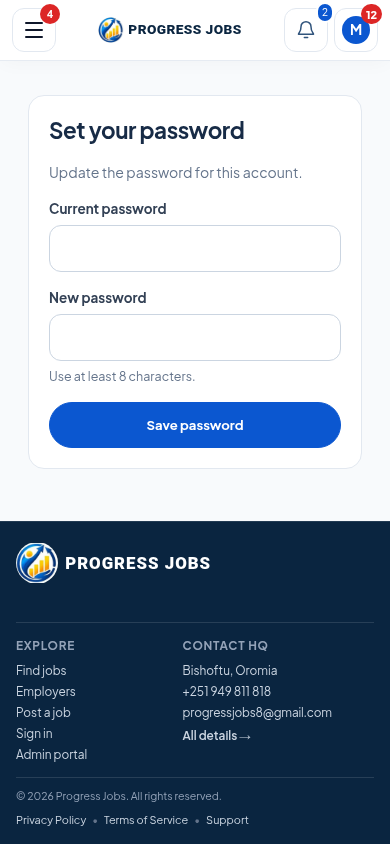 4
PROGRESS JOBS
2
M
12
Set your password
Update the password for this account.
Current password
New password
Use at least 8 characters.
Save password
PROGRESS JOBS
EXPLORE
Find jobs
Employers
Post a job
Sign in
Admin portal
CONTACT HQ
Bishoftu, Oromia
+251 949 811 818
progressjobs8@gmail.com
All details→
© 2026 Progress Jobs. All rights reserved.
Privacy Policy • Terms of Service • Support